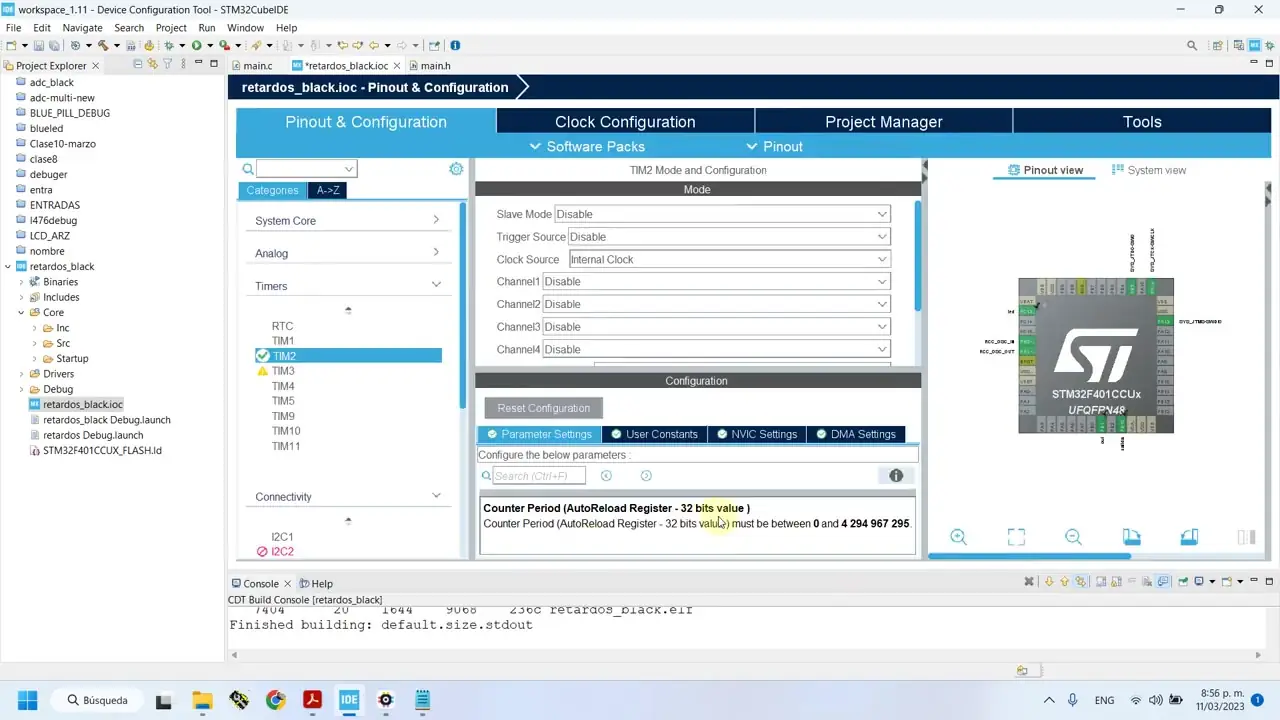 workspace_1.11 - Device Configuration Tool - STM32CubeIDE
File Edit Navigate Search Project Run Window Help
Project Explorer
main.c
*retardos_black.ioc
main.h
adc_black
adc-multi-new
BLUE_PILL_DEBUG
blueled
Clase10-marzo
clase8
debuger
entra
ENTRADAS
l476debug
LCD_ARZ
nombre
retardos_black
Binaries
Includes
Core
Inc
Src
Startup
Drivers
Debug
retardos_black.ioc
retardos_black Debug.launch
retardos Debug.launch
STM32F401CCUX_FLASH.ld
retardos_black.ioc - Pinout & Configuration
Pinout & Configuration
Clock Configuration
Project Manager
Tools
Software Packs
Pinout
Categories
A->Z
System Core
Analog
Timers
RTC
TIM1
TIM2
TIM3
TIM4
TIM5
TIM9
TIM10
TIM11
Connectivity
I2C1
I2C2
TIM2 Mode and Configuration
Mode
Slave Mode Disable
Trigger Source Disable
Clock Source Internal Clock
Channel1 Disable
Channel2 Disable
Channel3 Disable
Channel4 Disable
Configuration
Reset Configuration
Parameter Settings
User Constants
NVIC Settings
DMA Settings
Configure the below parameters :
Search (Ctrl+F)
Counter Period (AutoReload Register - 32 bits value )
Counter Period (AutoReload Register - 32 bits value ) must be between 0 and 4 294 967 295.
Pinout view
System view
RCC_OSC_IN
RCC_OSC_OUT
STM32F401CCUx
UFQFPN48
Console
Help
CDT Build Console [retardos_black]
7404 20 1644 9068 236c retardos_black.elf
Finished building: default.size.stdout
Búsqueda
ENG
8:56 p. m.
11/03/2023